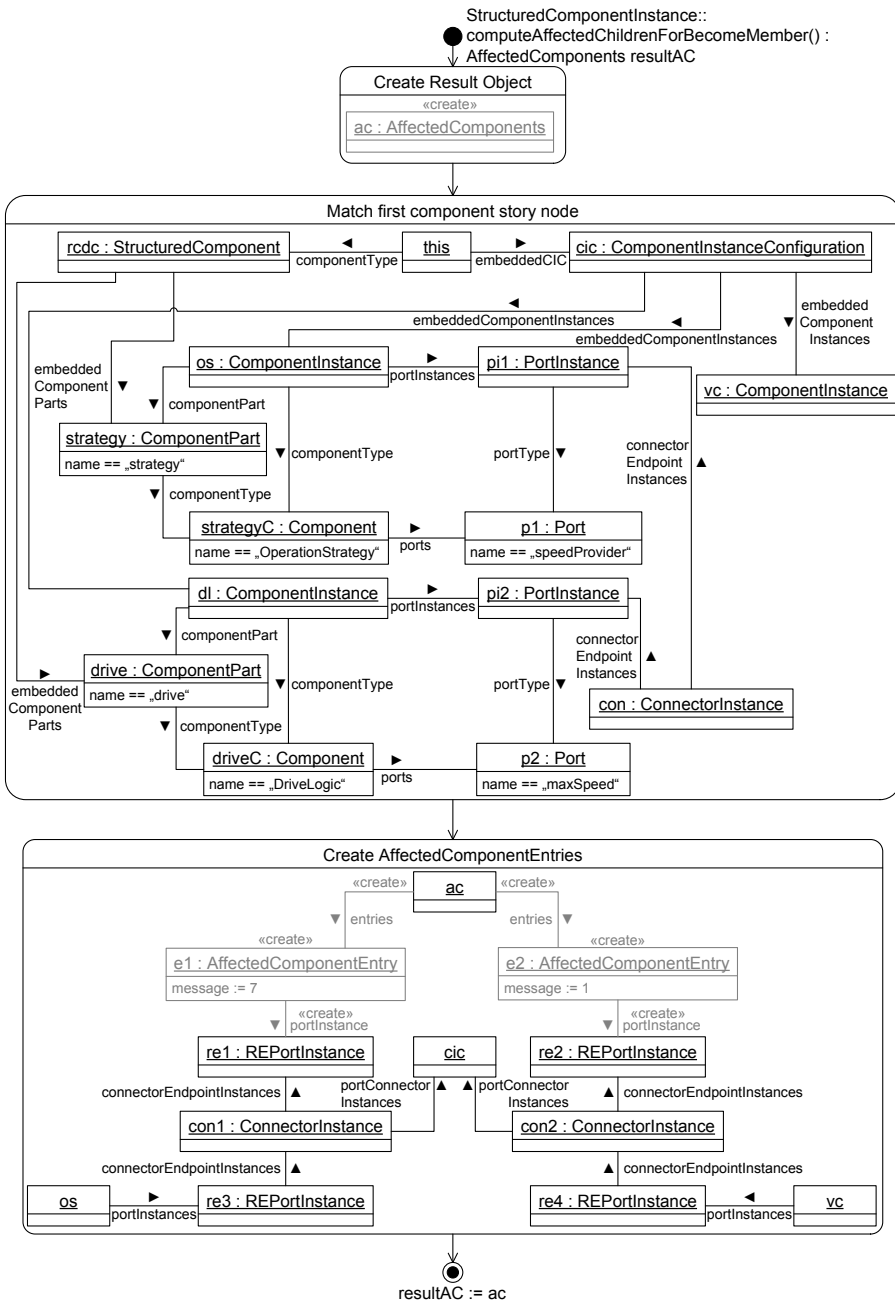 StructuredComponentInstance::
computeAffectedChildrenForBecomeMember() :
AffectedComponents resultAC
Create Result Object
«create»
ac : AffectedComponents
Match first component story node
rcdc : StructuredComponent
◄
componentType
this
►
embeddedCIC
cic : ComponentInstanceConfiguration
◄
embeddedComponentInstances
◄
embeddedComponentInstances
▼ embedded
Component
Instances
embedded
Component ▼
Parts
os : ComponentInstance
►
portInstances
pi1 : PortInstance
vc : ComponentInstance
▼ componentPart
strategy : ComponentPart
name == „strategy“
▼ componentType
portType ▼
connector
Endpoint ▲
Instances
▼ componentType
strategyC : Component
name == „OperationStrategy“
►
ports
p1 : Port
name == „speedProvider“
dl : ComponentInstance
►
portInstances
pi2 : PortInstance
▼ componentPart
connector
Endpoint ▲
Instances
►
embedded
Component
Parts
drive : ComponentPart
name == „drive“
▼ componentType
portType ▼
con : ConnectorInstance
▼ componentType
driveC : Component
name == „DriveLogic“
►
ports
p2 : Port
name == „maxSpeed“
Create AffectedComponentEntries
«create»
ac
«create»
▼ entries
entries ▼
«create»
e1 : AffectedComponentEntry
message := 7
«create»
e2 : AffectedComponentEntry
message := 1
«create»
▼ portInstance
«create»
▼ portInstance
re1 : REPortInstance
cic
re2 : REPortInstance
connectorEndpointInstances ▲
portConnector ▲
Instances
▲ portConnector
Instances
▲ connectorEndpointInstances
con1 : ConnectorInstance
con2 : ConnectorInstance
connectorEndpointInstances ▲
▲ connectorEndpointInstances
os
►
portInstances
re3 : REPortInstance
re4 : REPortInstance
◄
portInstances
vc
resultAC := ac